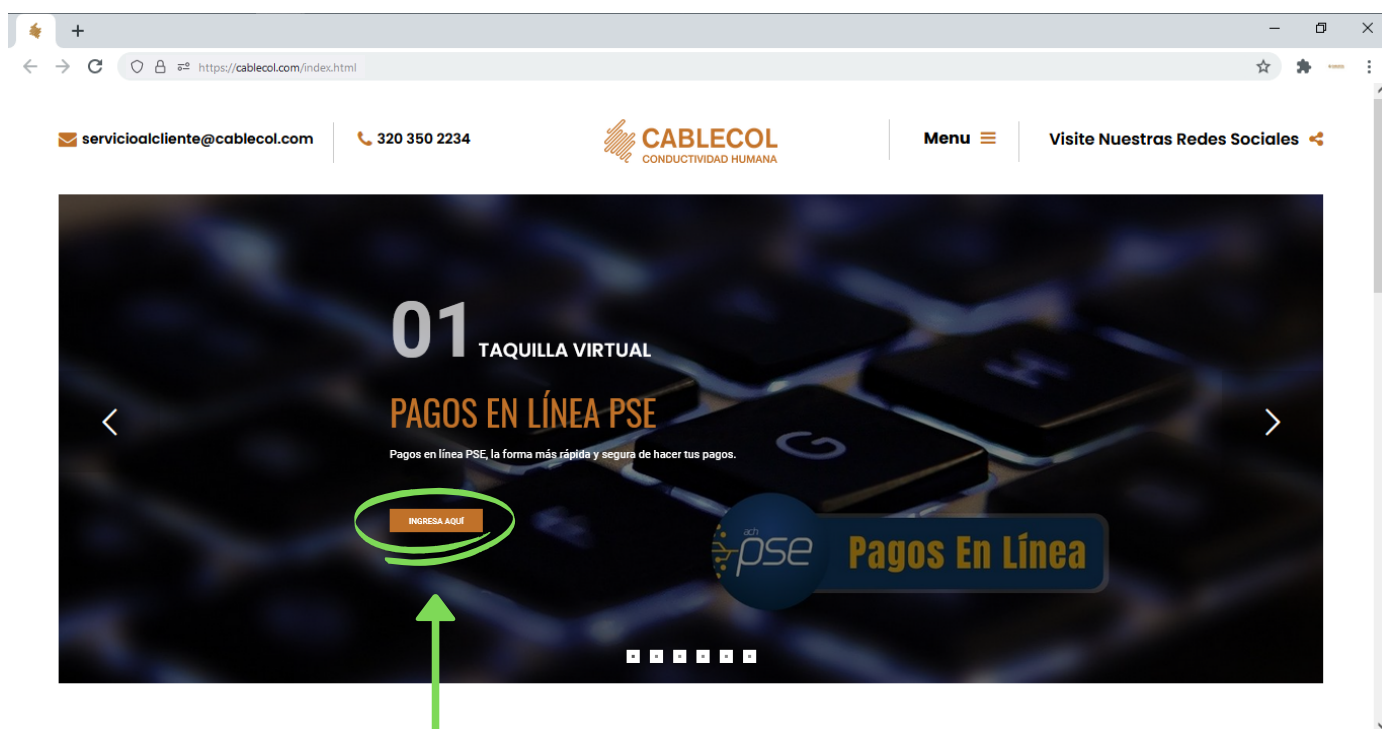 https://cablecol.com/index.html
servicioalcliente@cablecol.com
320 350 2234
CABLECOL
CONDUCTIVIDAD HUMANA
Menu
Visite Nuestras Redes Sociales
01 TAQUILLA VIRTUAL
PAGOS EN LÍNEA PSE
Pagos en línea PSE, la forma más rápida y segura de hacer tus pagos.
INGRESA AQUÍ
H
G
ach
pse
Pagos En Línea